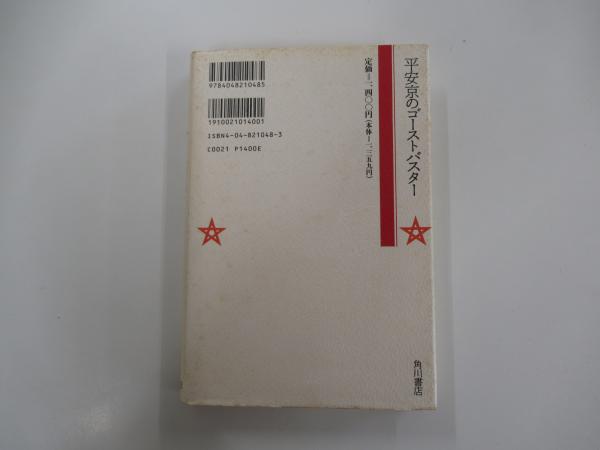 平安京のゴーストバスター
角川書店
定価=一、四〇〇円(本体=一、三五九円)
9784048210485
1910021014001
ISBN4-04-821048-3
C0021 P1400E